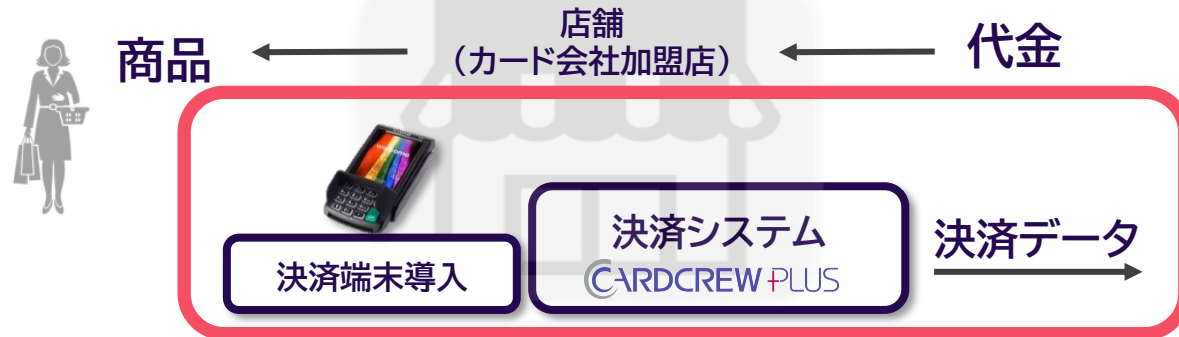 商品
店舗
（カード会社加盟店）
代金
決済端末導入
決済システム
CARDCREW PLUS
決済データ